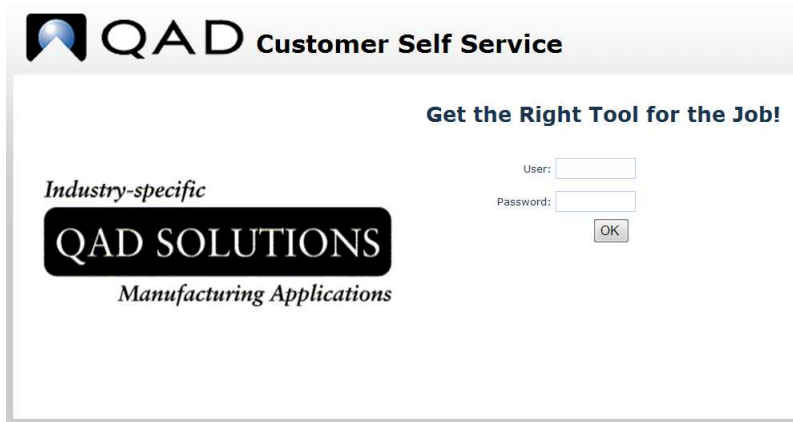 QAD Customer Self Service
Get the Right Tool for the Job!
User:
Password:
OK
Industry-specific
QAD SOLUTIONS
Manufacturing Applications